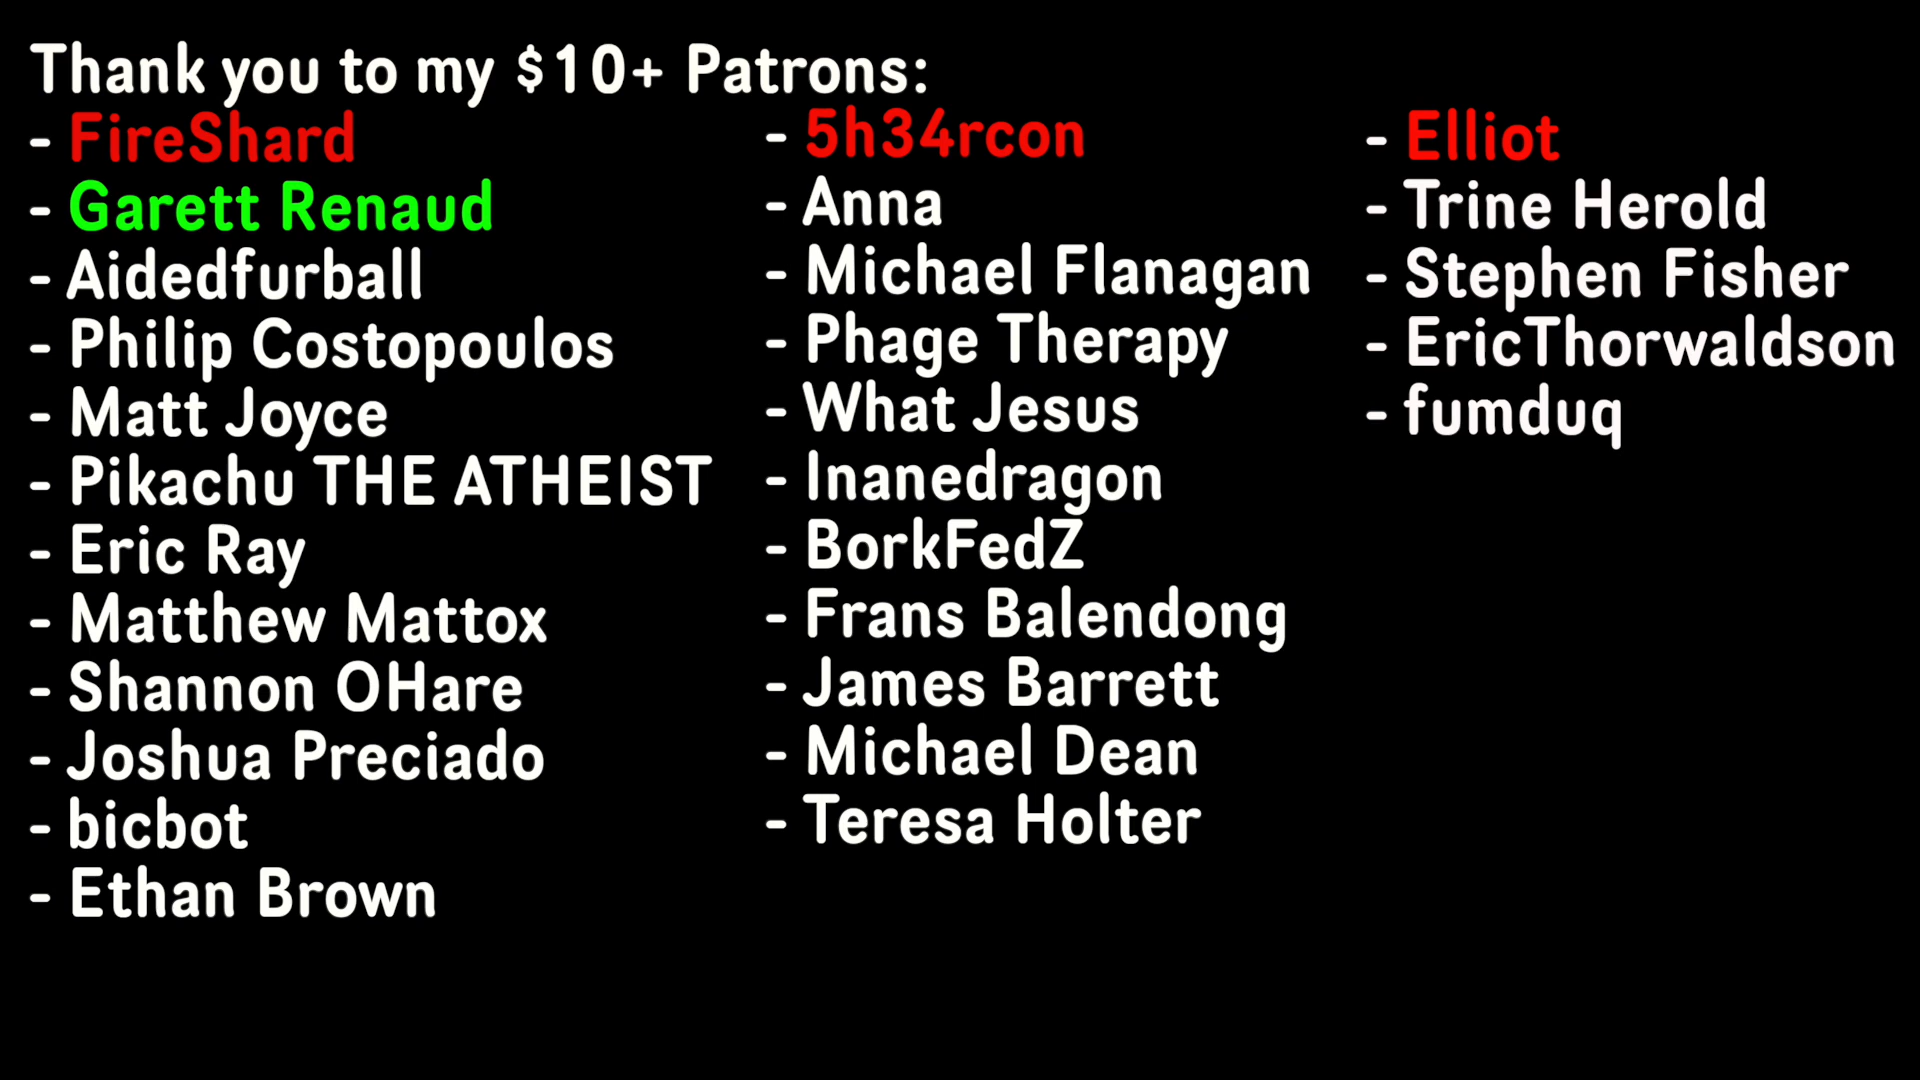 Thank you to my $10+ Patrons:
- FireShard
- Garett Renaud
- Aidedfurball
- Philip Costopoulos
- Matt Joyce
- Pikachu THE ATHEIST
- Eric Ray
- Matthew Mattox
- Shannon OHare
- Joshua Preciado
- bicbot
- Ethan Brown
- 5h34rcon
- Anna
- Michael Flanagan
- Phage Therapy
- What Jesus
- Inanedragon
- BorkFedZ
- Frans Balendong
- James Barrett
- Michael Dean
- Teresa Holter
- Elliot
- Trine Herold
- Stephen Fisher
- EricThorwaldson
- fumduq